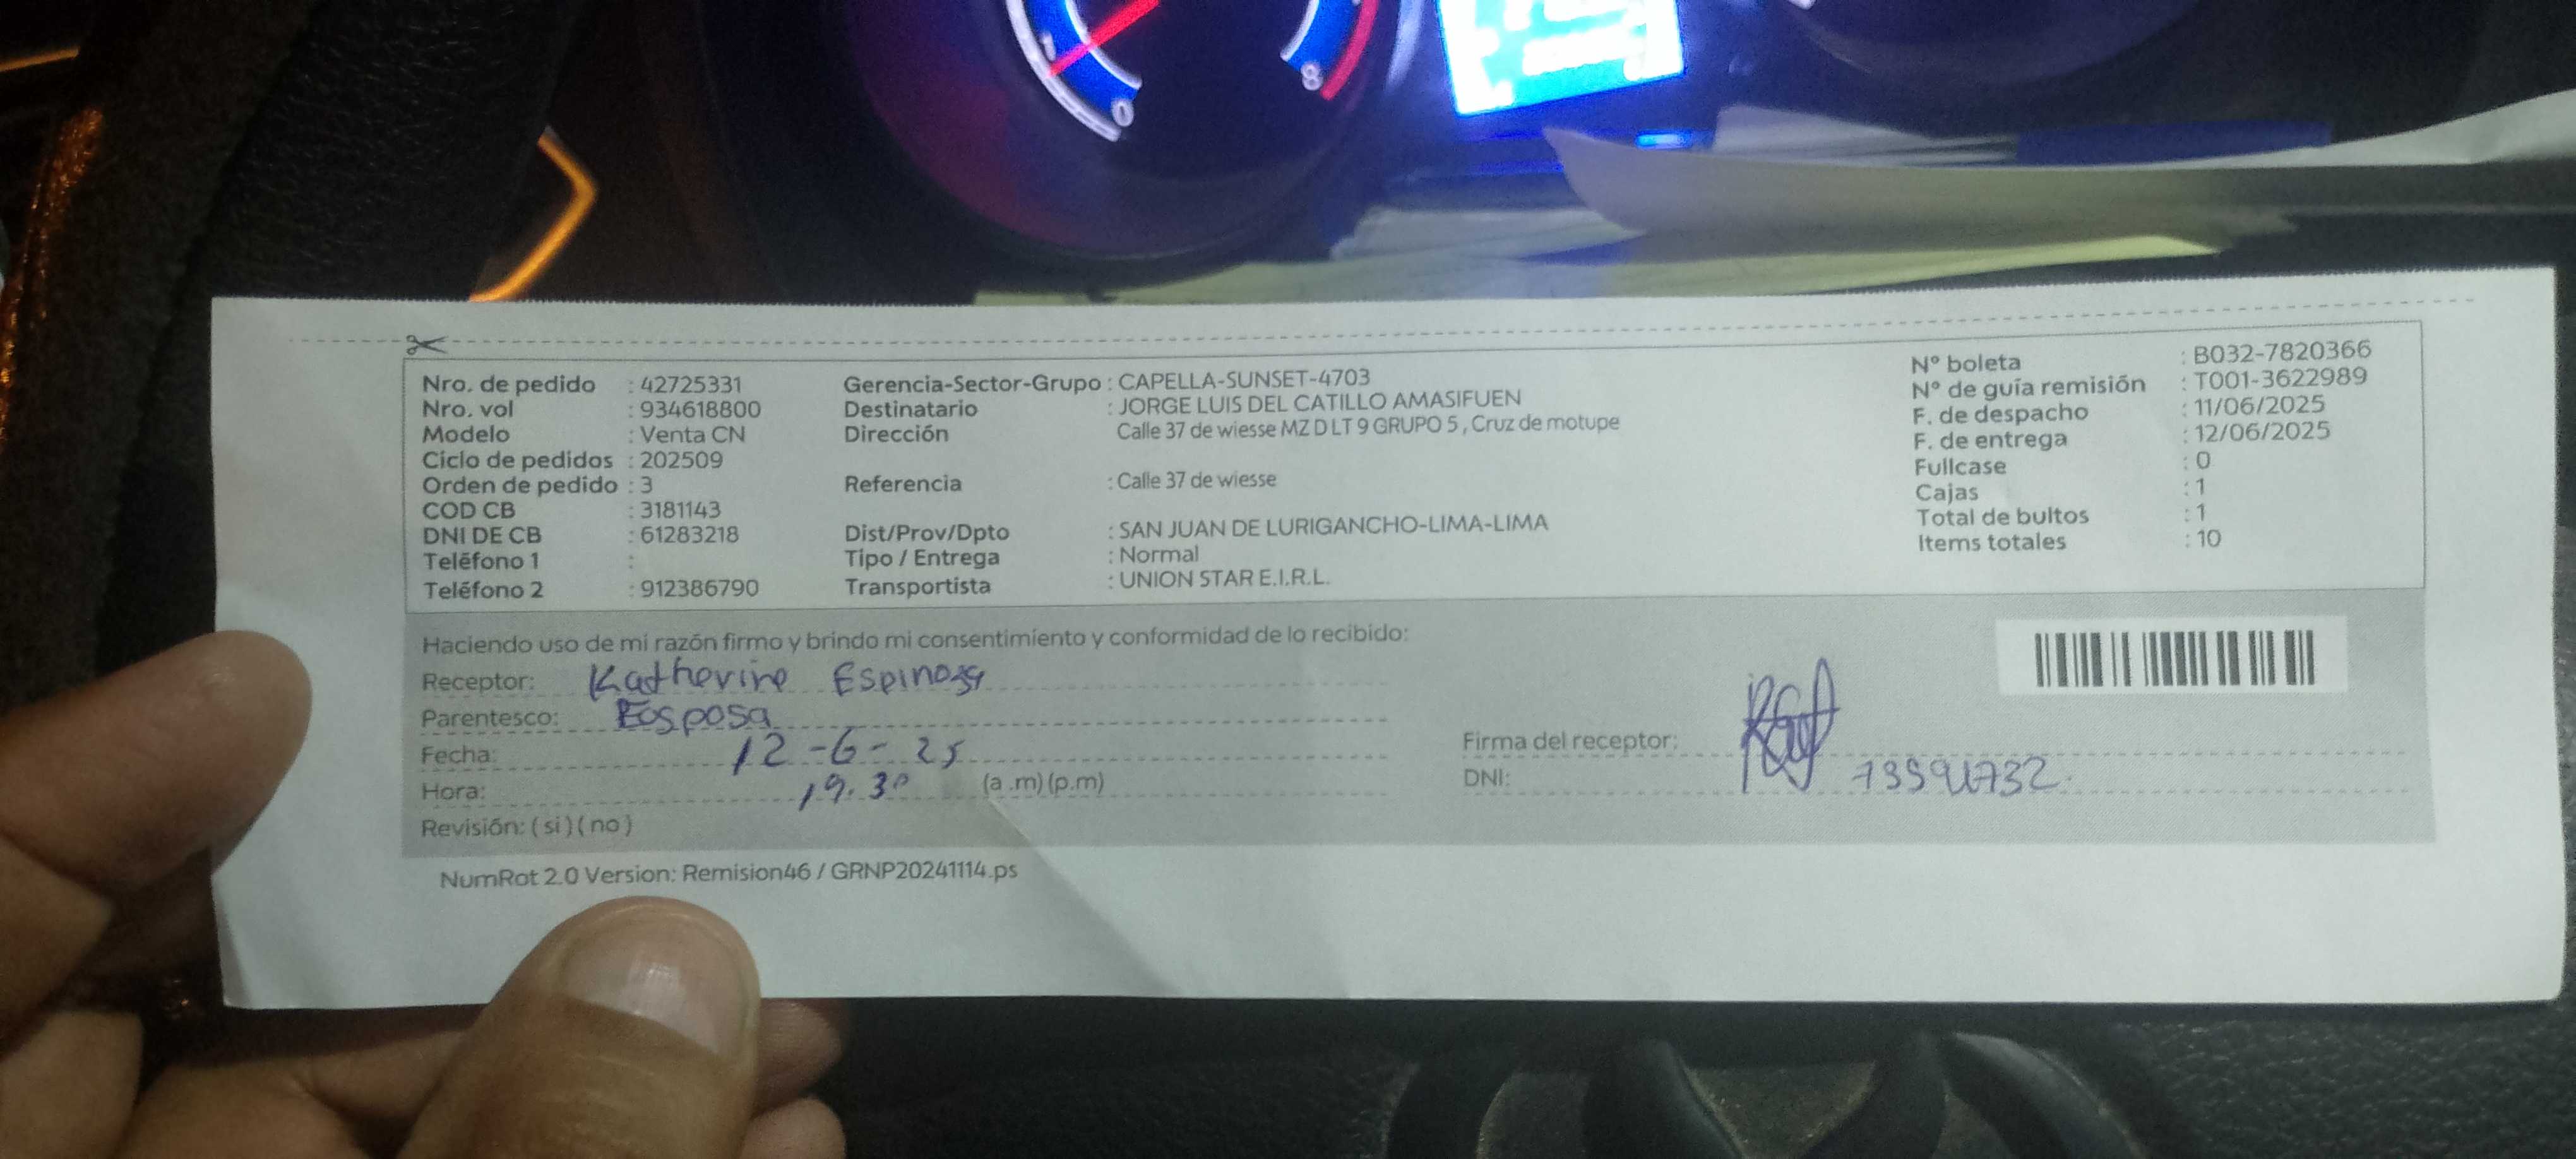 Nro. de pedido : 42725331
Nro. vol : 934618800
Modelo : Venta CN
Ciclo de pedidos : 202509
Orden de pedido : 3
COD CB : 3181143
DNI DE CB : 61283218
Teléfono 1 :
Teléfono 2 : 912386790
Gerencia-Sector-Grupo : CAPELLA-SUNSET-4703
Destinatario : JORGE LUIS DEL CATILLO AMASIFUEN
Dirección Calle 37 de wiesse MZ D LT 9 GRUPO 5 , Cruz de motupe
Referencia : Calle 37 de wiesse
Dist/Prov/Dpto : SAN JUAN DE LURIGANCHO-LIMA-LIMA
Tipo / Entrega : Normal
Transportista : UNION STAR E.I.R.L.
N° boleta : B032-7820366
N° de guía remisión : T001-3622989
F. de despacho : 11/06/2025
F. de entrega : 12/06/2025
Fullcase : 0
Cajas : 1
Total de bultos : 1
Items totales : 10
Haciendo uso de mi razón firmo y brindo mi consentimiento y conformidad de lo recibido:
Receptor: Katherine Espinoza
Parentesco: Eosposa
Fecha: 12-6-25
Hora: 19.30 (a .m) (p.m)
Revisión: ( si ) ( no )
Firma del receptor:
DNI:
NumRot 2.0 Version: Remision46 / GRNP20241114.ps
0
8